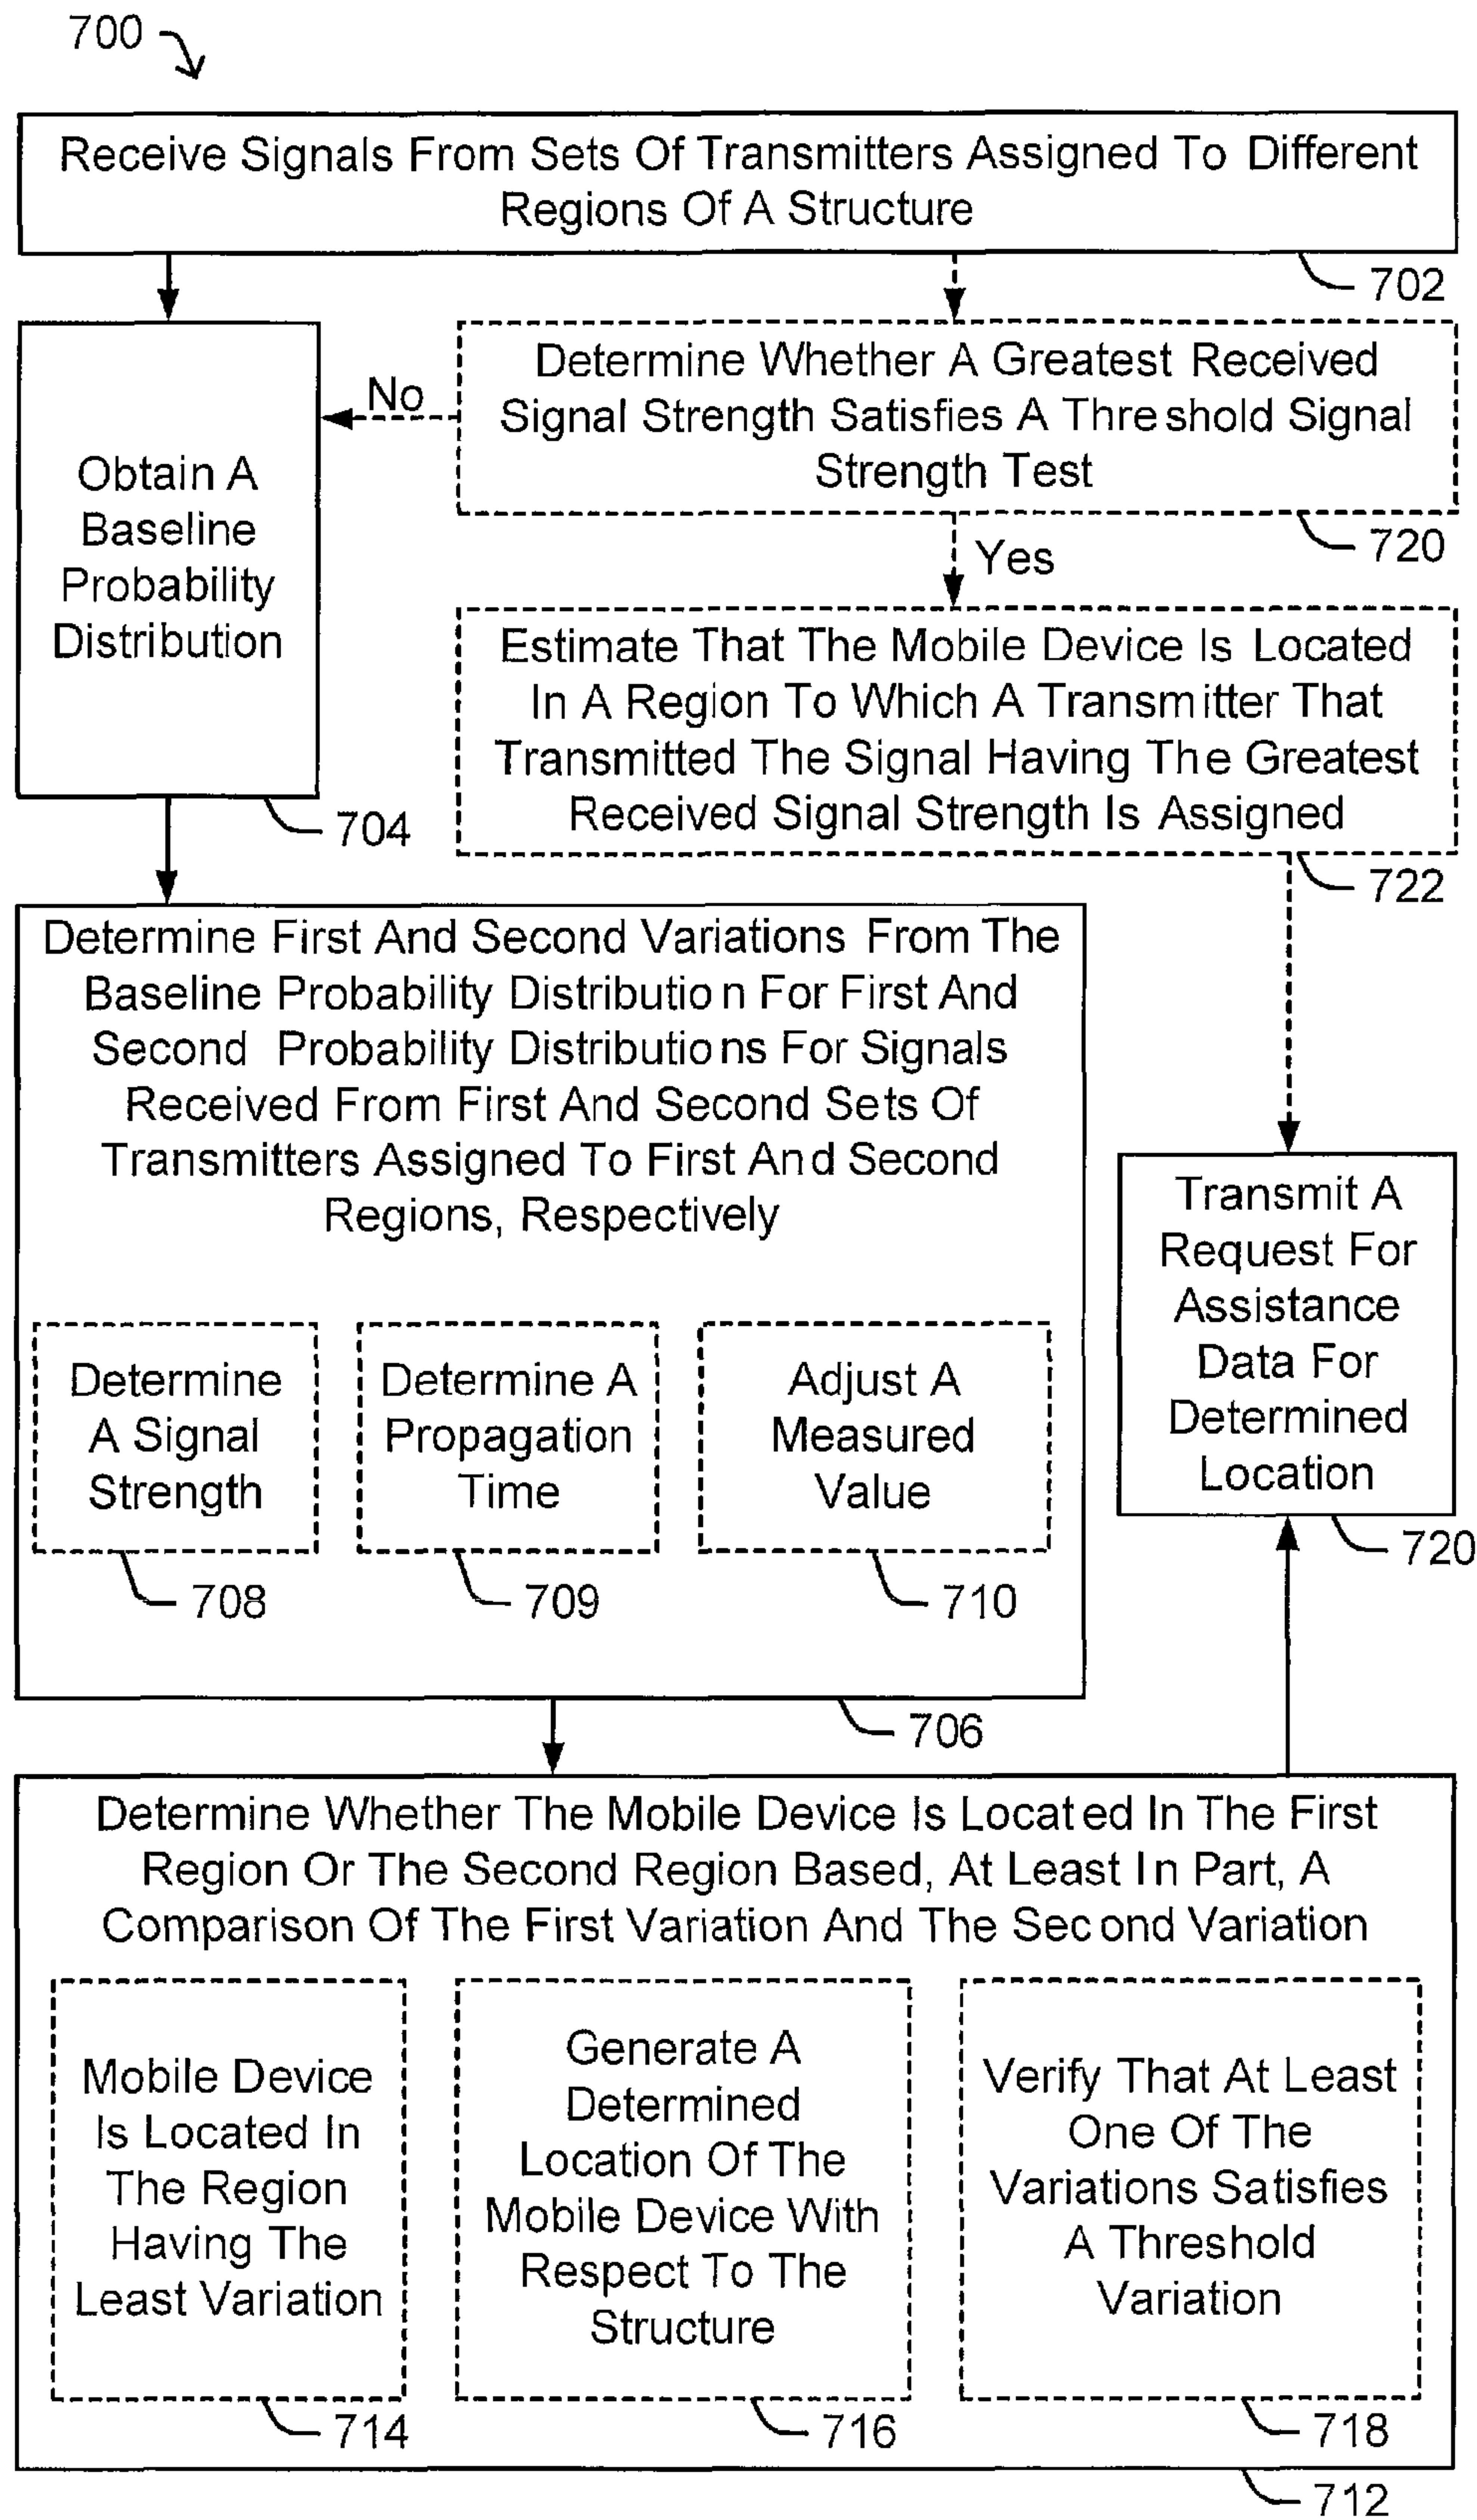 700
Receive Signals From Sets Of Transmitters Assigned To Different
Regions Of A Structure
702
Determine Whether A Greatest Received
Signal Strength Satisfies A Threshold Signal
Strength Test
720
No
Yes
Obtain A
Baseline
Probability
Distribution
704
Estimate That The Mobile Device Is Located
In A Region To Which A Transmitter That
Transmitted The Signal Having The Greatest
Received Signal Strength Is Assigned
722
Determine First And Second Variations From The
Baseline Probability Distribution For First And
Second Probability Distributions For Signals
Received From First And Second Sets Of
Transmitters Assigned To First And Second
Regions, Respectively
Determine
A Signal
Strength
708
Determine A
Propagation
Time
709
Adjust A
Measured
Value
710
706
Transmit A
Request For
Assistance
Data For
Determined
Location
720
Determine Whether The Mobile Device Is Located In The First
Region Or The Second Region Based, At Least In Part, A
Comparison Of The First Variation And The Second Variation
Mobile Device
Is Located In
The Region
Having The
Least Variation
714
Generate A
Determined
Location Of The
Mobile Device With
Respect To The
Structure
716
Verify That At Least
One Of The
Variations Satisfies
A Threshold
Variation
718
712